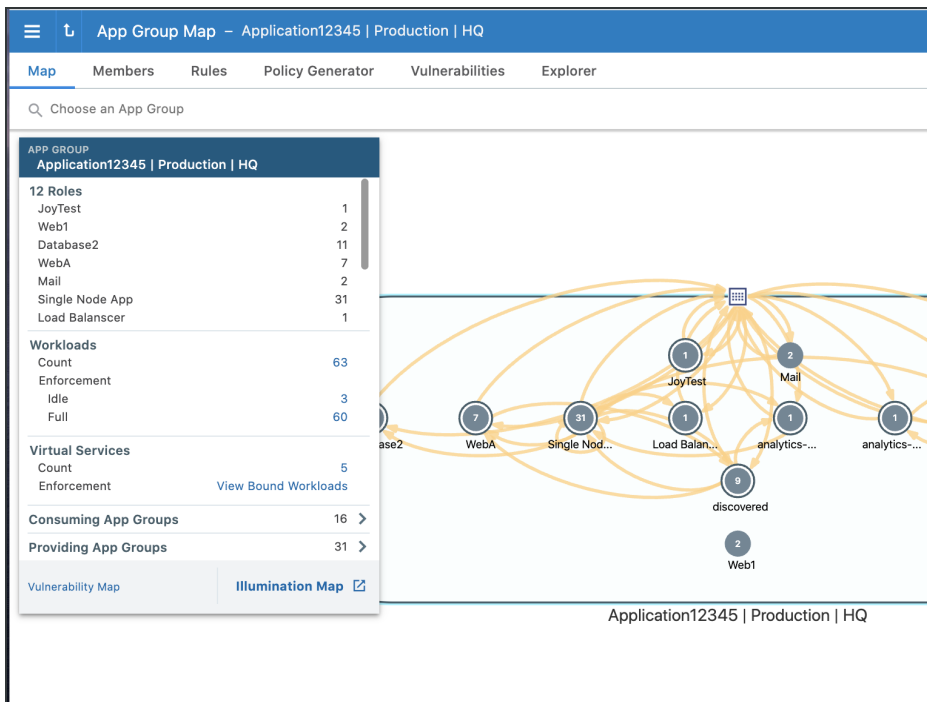 App Group Map – Application12345 | Production | HQ
Map Members Rules Policy Generator Vulnerabilities Explorer
Choose an App Group
APP GROUP
Application12345 | Production | HQ
12 Roles
JoyTest 1
Web1 2
Database2 11
WebA 7
Mail 2
Single Node App 31
Load Balanscer 1
Workloads
Count 63
Enforcement
Idle 3
Full 60
Virtual Services
Count 5
Enforcement View Bound Workloads
Consuming App Groups 16
Providing App Groups 31
Vulnerability Map Illumination Map
1 2
JoyTest Mail
7 31 1 1 1
ase2 WebA Single Nod... Load Balan... analytics-... analytics-...
9
discovered
2
Web1
Application12345 | Production | HQ